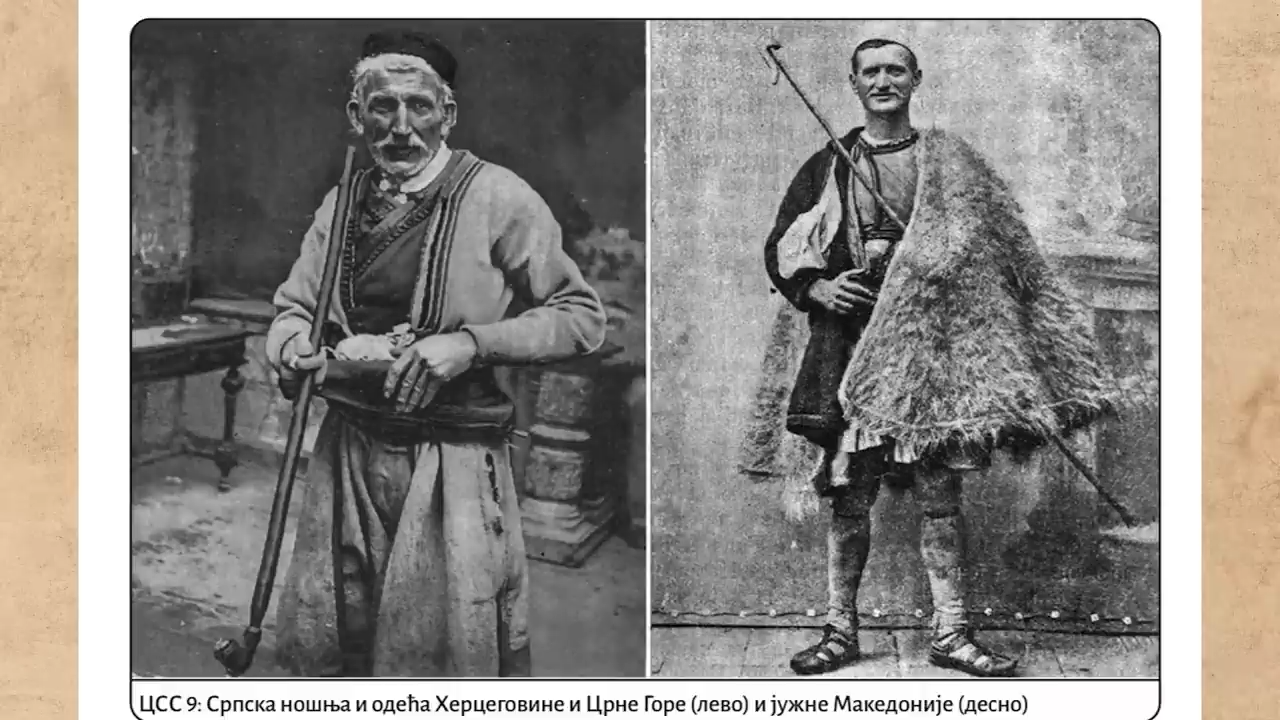 ЦСС 9: Српска ношња и одећа Херцеговине и Црне Горе (лево) и јужне Македоније (десно)